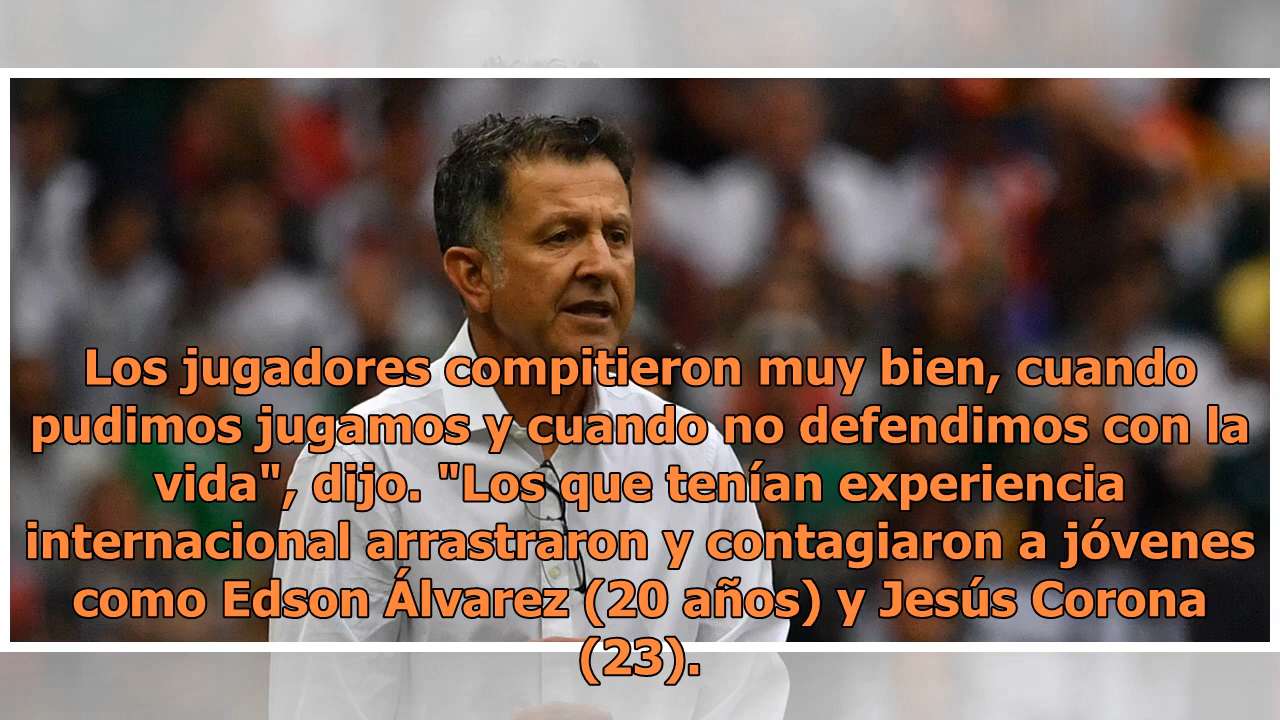 Los jugadores compitieron muy bien, cuando
pudimos jugamos y cuando no defendimos con la
vida", dijo. "Los que tenían experiencia
internacional arrastraron y contagiaron a jóvenes
como Edson Álvarez (20 años) y Jesús Corona
(23).